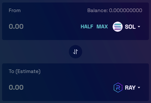 From Balance: 0.000000000
0.00 HALF MAX SOL
To (Estimate)
0.00 RAY